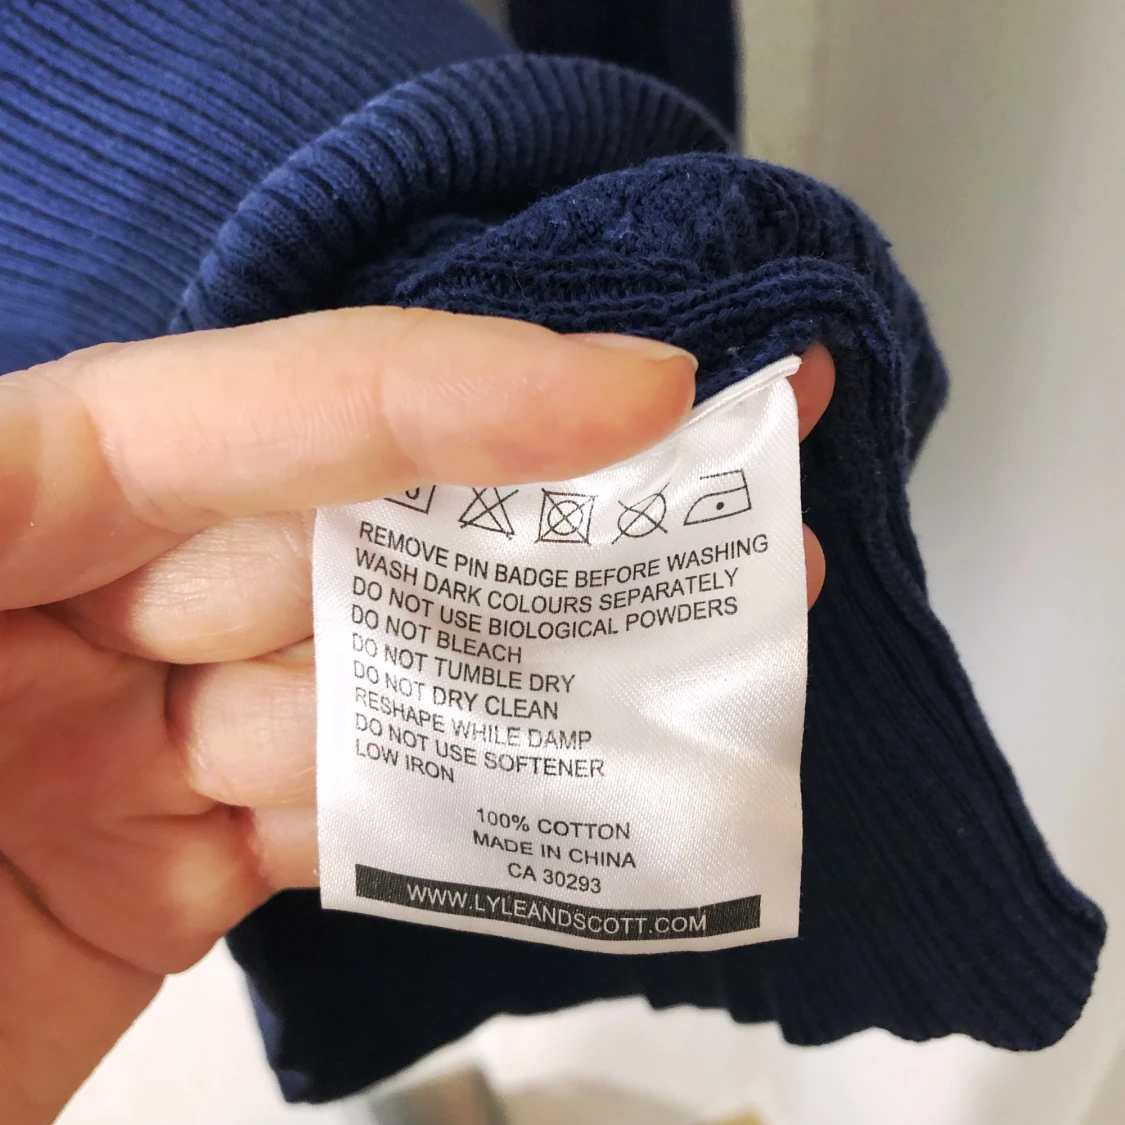 REMOVE PIN BADGE BEFORE WASHING
WASH DARK COLOURS SEPARATELY
DO NOT USE BIOLOGICAL POWDERS
DO NOT BLEACH
DO NOT TUMBLE DRY
DO NOT DRY CLEAN
RESHAPE WHILE DAMP
DO NOT USE SOFTENER
LOW IRON
100% COTTON
MADE IN CHINA
CA 30293
WWW.LYLEANDSCOTT.COM